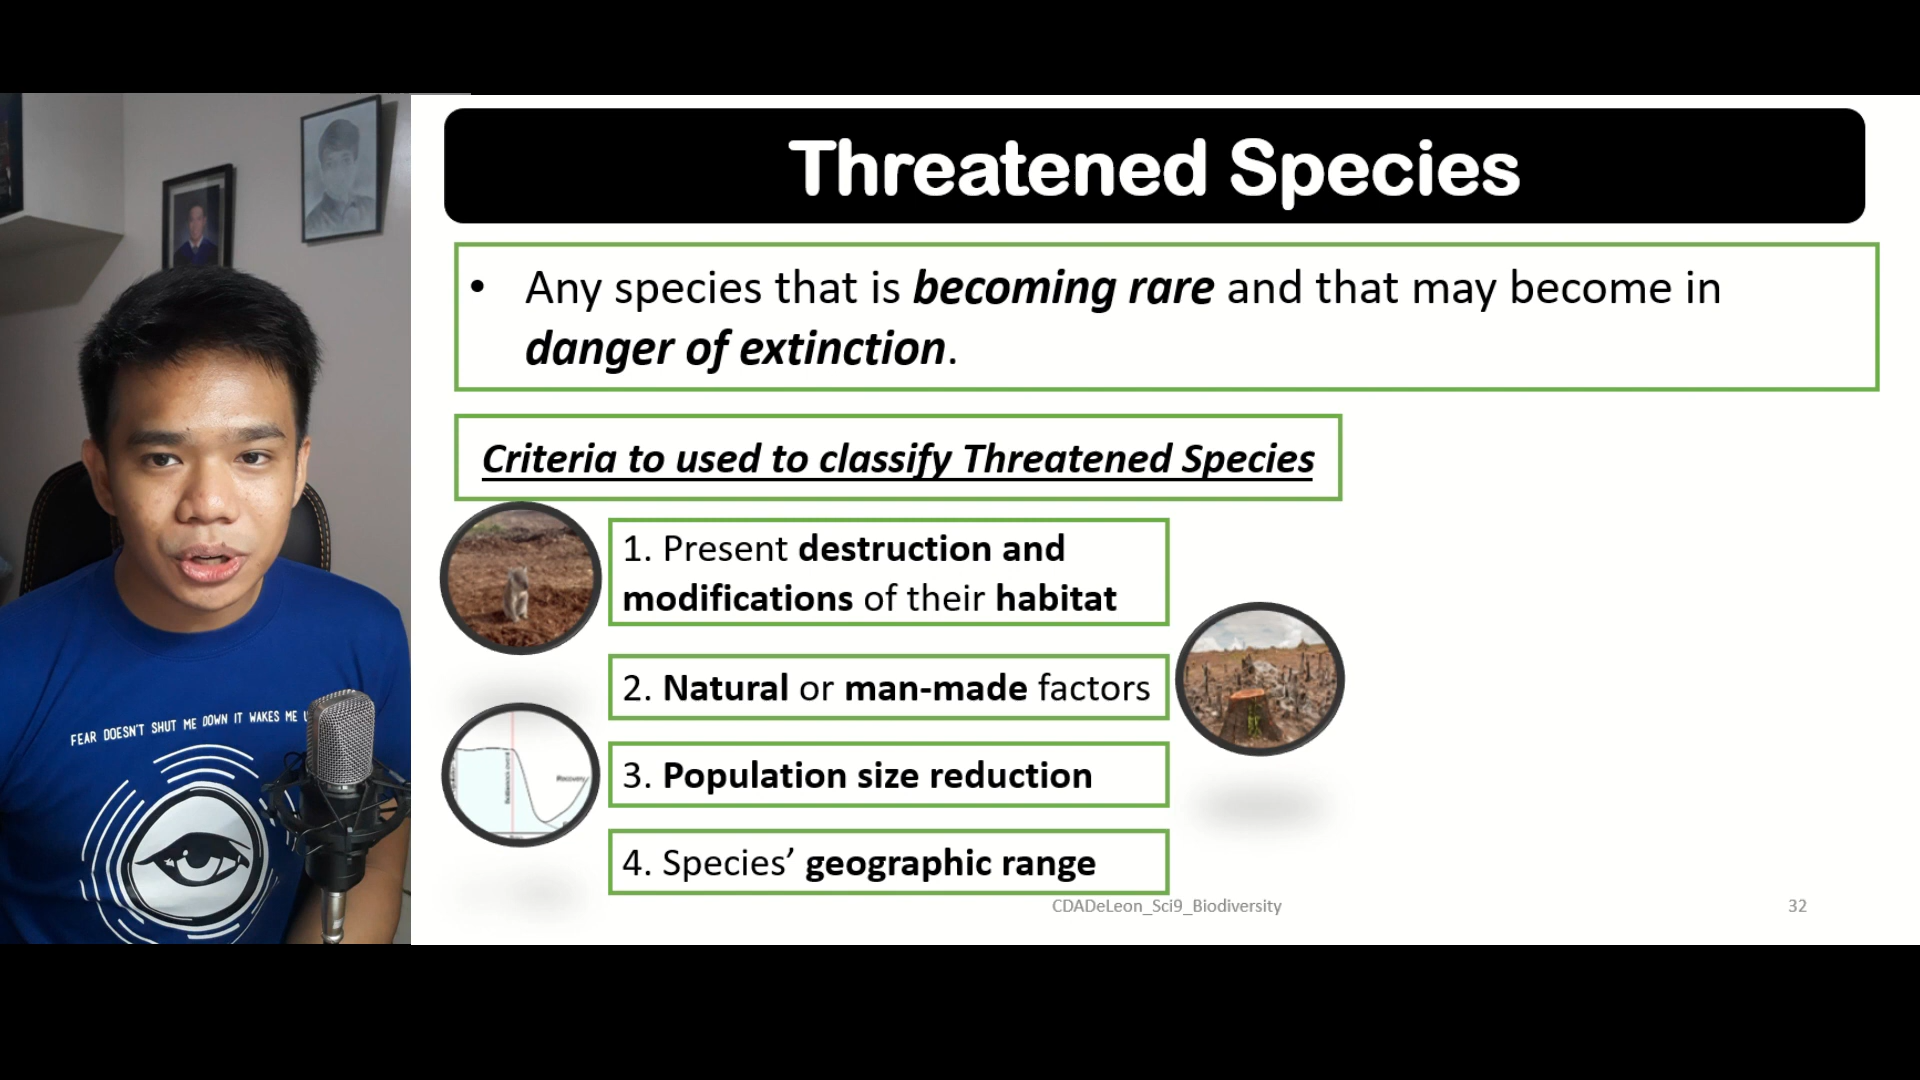 Threatened Species
• Any species that is becoming rare and that may become in
danger of extinction.
Criteria to used to classify Threatened Species
1. Present destruction and
modifications of their habitat
2. Natural or man-made factors
3. Population size reduction
4. Species’ geographic range
Recovery
FEAR DOESN'T SHUT ME DOWN IT WAKES ME
CDADeLeon_Sci9_Biodiversity
32